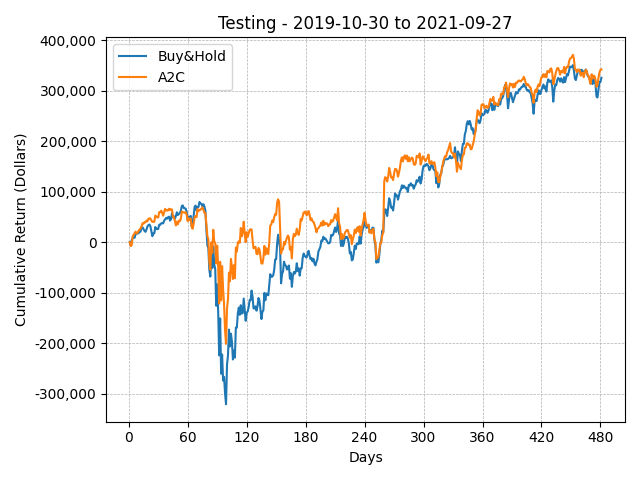 Testing - 2019-10-30 to 2021-09-27
Cumulative Return (Dollars)
400,000
300,000
200,000
100,000
0
-100,000
-200,000
-300,000
Buy&Hold
A2C
0 60 120 180 240 300 360 420 480
Days